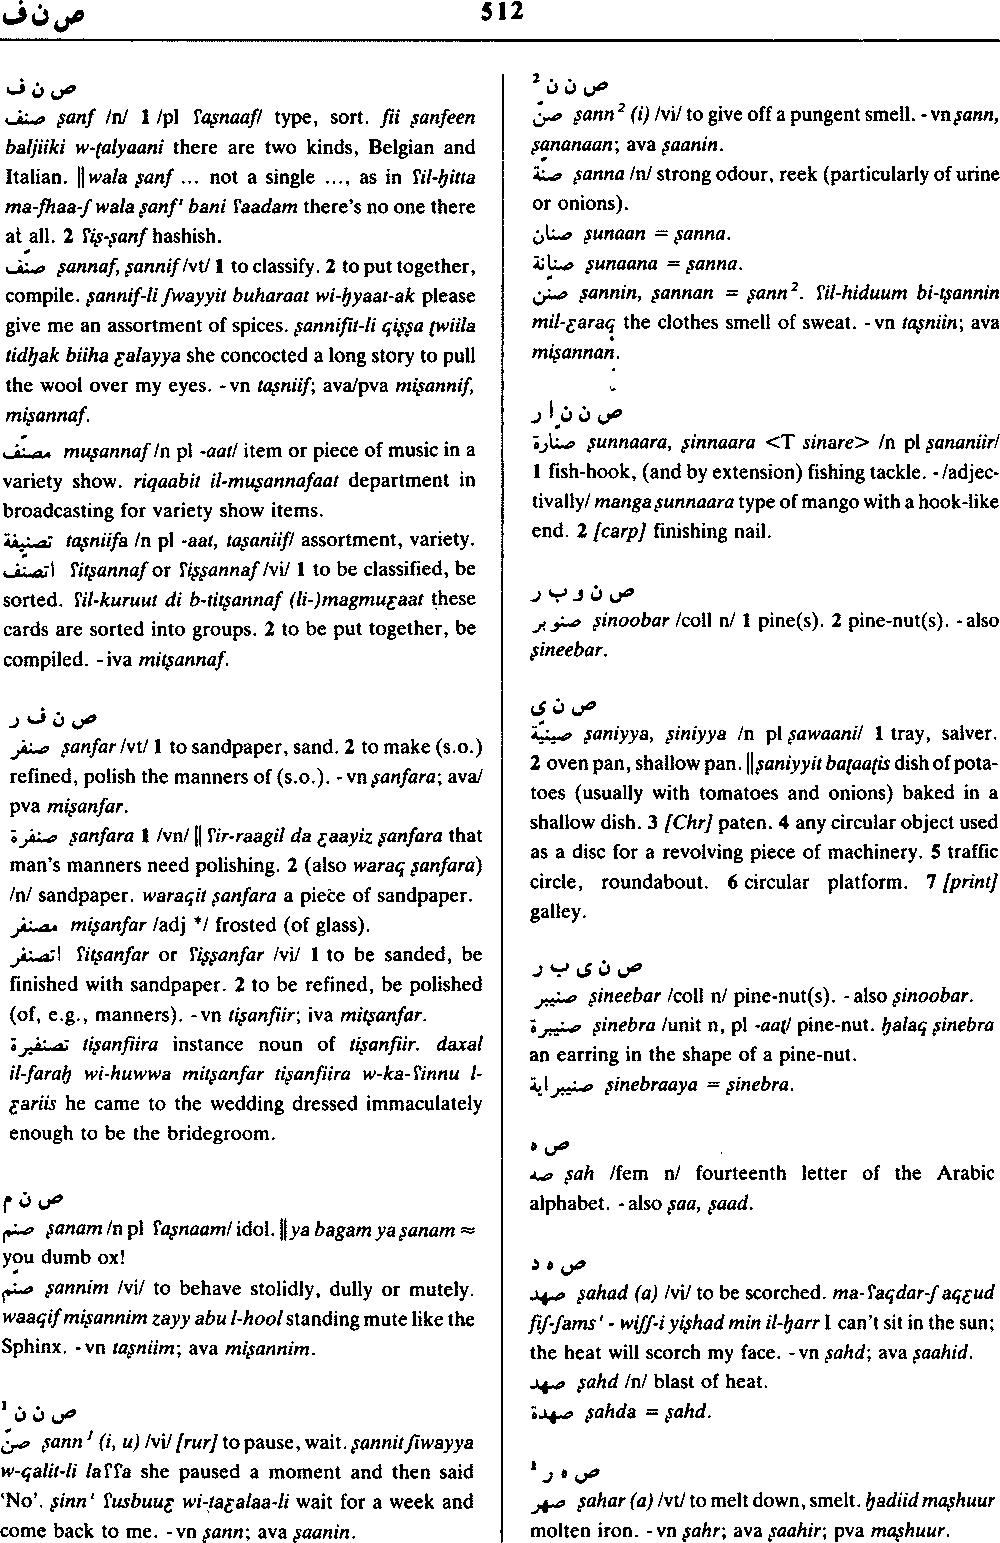 ص ن ف
512
ص ن ف
صنف ṣanf /n/ 1 /pl ʕaṣnaaf/ type, sort. fii ṣanfeen
baljiiki w-ṭalyaani there are two kinds, Belgian and
Italian. ‖wala ṣanf ... not a single ..., as in ʕil-ḥitta
ma-fhaa-ʃ wala ṣanf' bani ʕaadam there's no one there
at all. 2 ʕiṣ-ṣanf hashish.
صنّف ṣannaf, ṣannif /vt/ 1 to classify. 2 to put together,
compile. ṣannif-li ʃwayyit buharaat wi-ḥyaat-ak please
give me an assortment of spices. ṣannifit-li qiṣṣa ṭwiila
tidḥak biiha ƹalayya she concocted a long story to pull
the wool over my eyes. -vn taṣniif; ava/pva miṣannif,
miṣannaf.
مصنّف muṣannaf /n pl -aat/ item or piece of music in a
variety show. riqaabit il-muṣannafaat department in
broadcasting for variety show items.
تصنيفة taṣniifa /n pl -aat, taṣaniif/ assortment, variety.
اتصنّف ʕitṣannaf or ʕiṣṣannaf /vi/ 1 to be classified, be
sorted. ʕil-kuruut di b-titṣannaf (li-)magmuƹaat these
cards are sorted into groups. 2 to be put together, be
compiled. -iva mitṣannaf.
ص ن ف ر
صنفر ṣanfar /vt/ 1 to sandpaper, sand. 2 to make (s.o.)
refined, polish the manners of (s.o.). -vn ṣanfara; ava/
pva miṣanfar.
صنفرة ṣanfara 1 /vn/ ‖ ʕir-raagil da ƹaayiz ṣanfara that
man's manners need polishing. 2 (also waraq ṣanfara)
/n/ sandpaper. waraqit ṣanfara a piece of sandpaper.
مصنفر miṣanfar /adj */ frosted (of glass).
اتصنفر ʕitṣanfar or ʕiṣṣanfar /vi/ 1 to be sanded, be
finished with sandpaper. 2 to be refined, be polished
(of, e.g., manners). -vn tiṣanfiir; iva mitṣanfar.
تصنفيرة tiṣanfiira instance noun of tiṣanfiir. daxal
il-faraḥ wi-huwwa mitṣanfar tiṣanfiira w-ka-ʕinnu l-
ƹariis he came to the wedding dressed immaculately
enough to be the bridegroom.
ص ن م
صنم ṣanam /n pl ʕaṣnaam/ idol. ‖ya bagam ya ṣanam ≈
you dumb ox!
صنّم ṣannim /vi/ to behave stolidly, dully or mutely.
waaqif miṣannim zayy abu l-hool standing mute like the
Sphinx. -vn taṣniim; ava miṣannim.
ص ن ن ¹
صنّ ṣann¹ (i, u) /vi/ [rur] to pause, wait. ṣannit ʃiwayya
w-qalit-li laʕʕa she paused a moment and then said
‘No’. ṣinn' ʕusbuuƹ wi-taƹalaa-li wait for a week and
come back to me. -vn ṣann; ava ṣaanin.
ص ن ن ²
صنّ ṣann² (i) /vi/ to give off a pungent smell. -vn ṣann,
ṣananaan; ava ṣaanin.
صنّة ṣanna /n/ strong odour, reek (particularly of urine
or onions).
صنان ṣunaan = ṣanna.
صنانة ṣunaana = ṣanna.
صنّن ṣannin, ṣannan = ṣann². ʕil-hiduum bi-tṣannin
mil-ƹaraq the clothes smell of sweat. -vn taṣniin; ava
miṣannan.
ص ن ن ا ر
صنّارة ṣunnaara, ṣinnaara <T sinare> /n pl ṣananiir/
1 fish-hook, (and by extension) fishing tackle. -/adjec-
tivally/ manga ṣunnaara type of mango with a hook-like
end. 2 [carp] finishing nail.
ص ن و ب ر
صنوبر ṣinoobar /coll n/ 1 pine(s). 2 pine-nut(s). -also
ṣineebar.
ص ن ى
صينيّة ṣaniyya, ṣiniyya /n pl ṣawaani/ 1 tray, salver.
2 oven pan, shallow pan. ‖ṣaniyyit baṭaaṭis dish of pota-
toes (usually with tomatoes and onions) baked in a
shallow dish. 3 [Chr] paten. 4 any circular object used
as a disc for a revolving piece of machinery. 5 traffic
circle, roundabout. 6 circular platform. 7 [print]
galley.
ص ن ى ب ر
صنيبر ṣineebar /coll n/ pine-nut(s). -also ṣinoobar.
صنيبرة ṣinebra /unit n, pl -aaṭ/ pine-nut. ḥalaq ṣinebra
an earring in the shape of a pine-nut.
صنيبراية ṣinebraaya = ṣinebra.
ص ه
صه ṣah /fem n/ fourteenth letter of the Arabic
alphabet. -also ṣaa, ṣaad.
ص ه د
صهد ṣahad (a) /vi/ to be scorched. ma-ʕaqdar-ʃ aqƹud
fiʃ-ʃams' - wiʃʃ-i yiṣhad min il-ḥarr I can't sit in the sun;
the heat will scorch my face. -vn ṣahd; ava ṣaahid.
صهد ṣahd /n/ blast of heat.
صهدة ṣahda = ṣahd.
ص ه ر ¹
صهر ṣahar (a) /vt/ to melt down, smelt. ḥadiid maṣhuur
molten iron. -vn ṣahr; ava ṣaahir; pva maṣhuur.